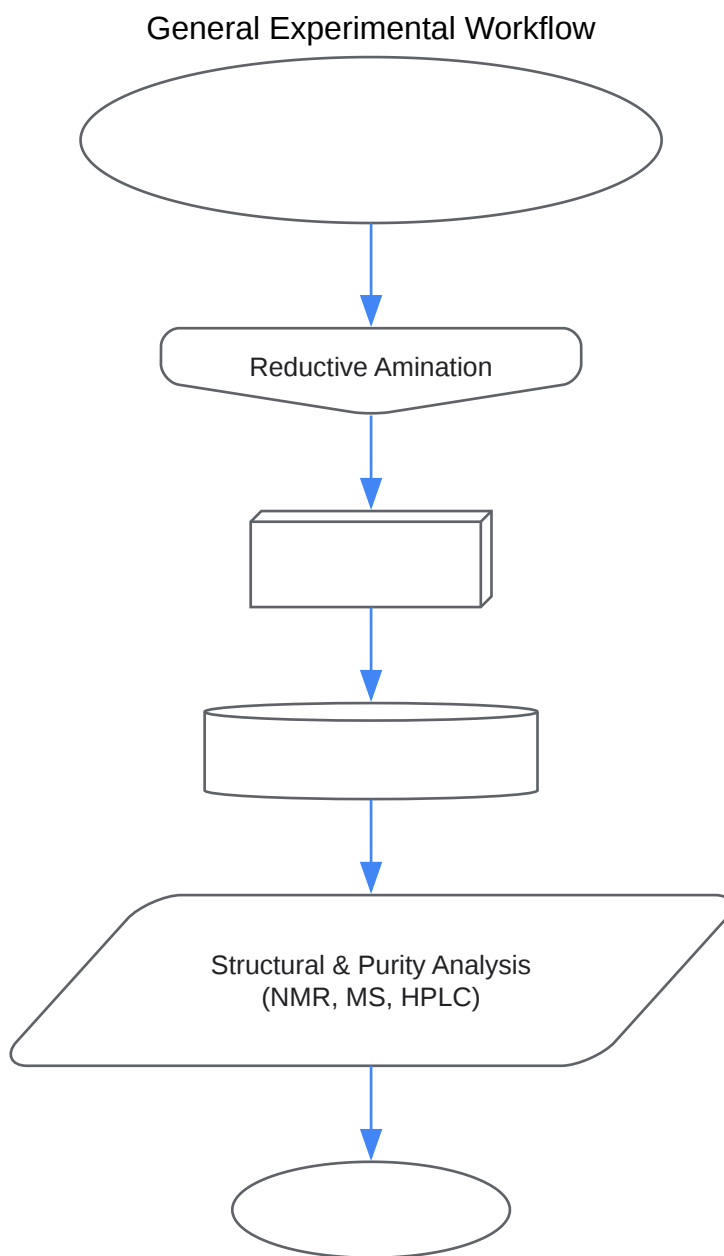 General Experimental Workflow
Reductive Amination
Structural & Purity Analysis
(NMR, MS, HPLC)